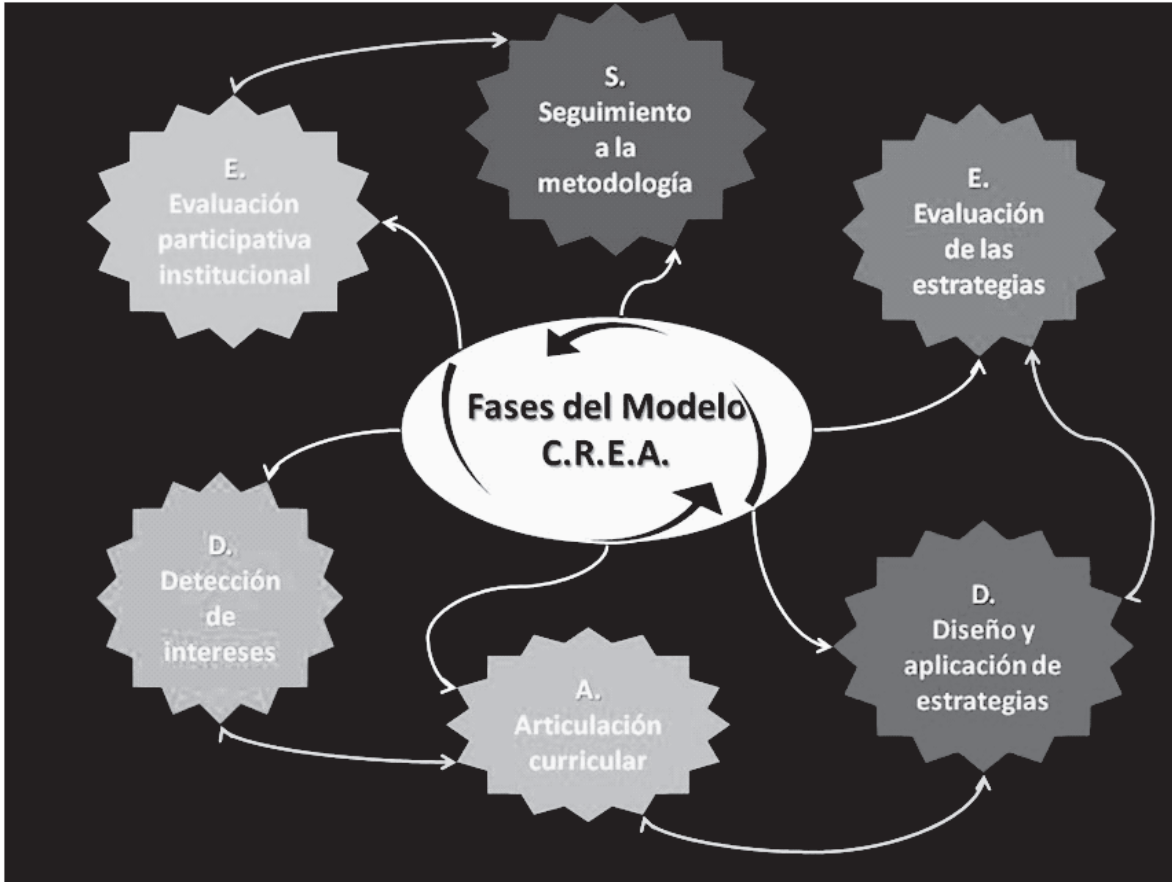 S.
Seguimiento
a la
metodología
E.
Evaluación
participativa
institucional
E.
Evaluación
de las
estrategias
Fases del Modelo
C.R.E.A.
D.
Detección
de
intereses
A.
Articulación
curricular
D.
Diseño y
aplicación de
estrategias